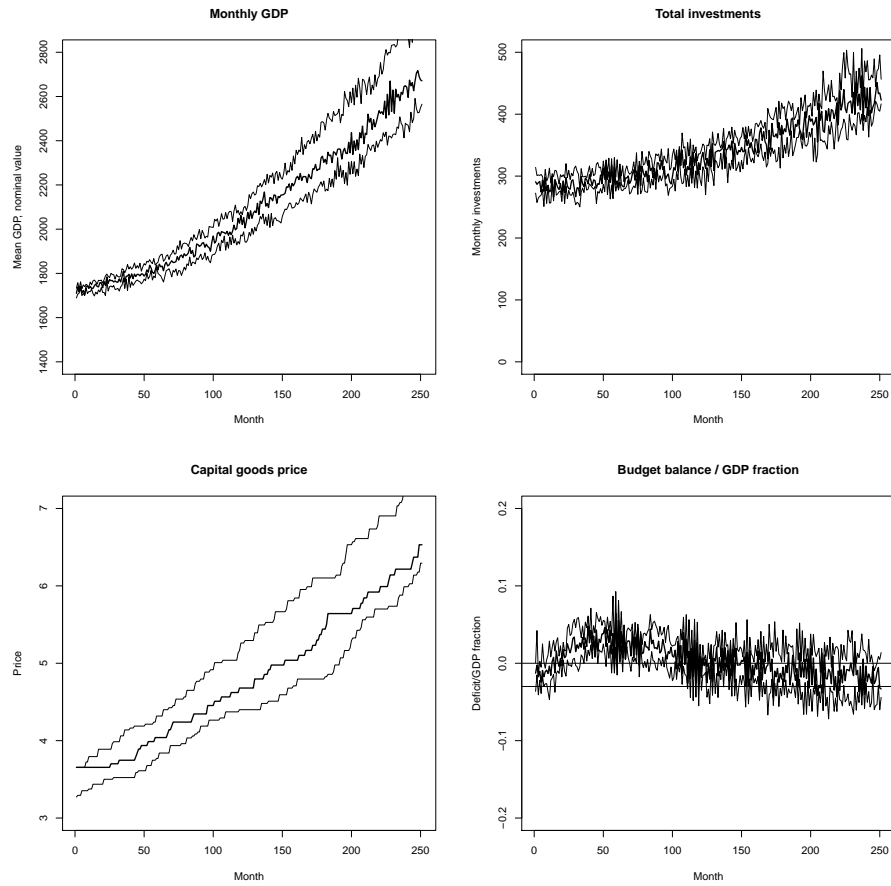 Monthly GDP
Mean GDP, nominal value
2800
2600
2400
2200
2000
1800
1600
1400
0 50 100 150 200 250
Month
Total investments
Monthly investments
500
400
300
200
100
0
0 50 100 150 200 250
Month
Capital goods price
Price
7
6
5
4
3
0 50 100 150 200 250
Month
Budget balance / GDP fraction
Deficit/GDP fraction
0.2
0.1
0.0
-0.1
-0.2
0 50 100 150 200 250
Month